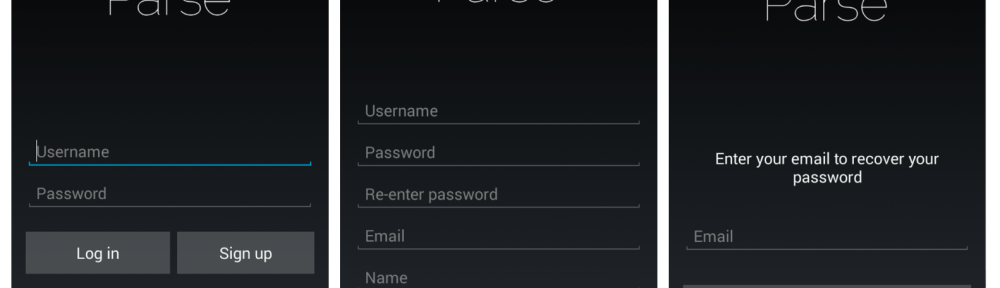 Parse
Username
Password
Log in
Sign up
Parse
Username
Password
Re-enter password
Email
Name
Parse
Enter your email to recover your
password
Email